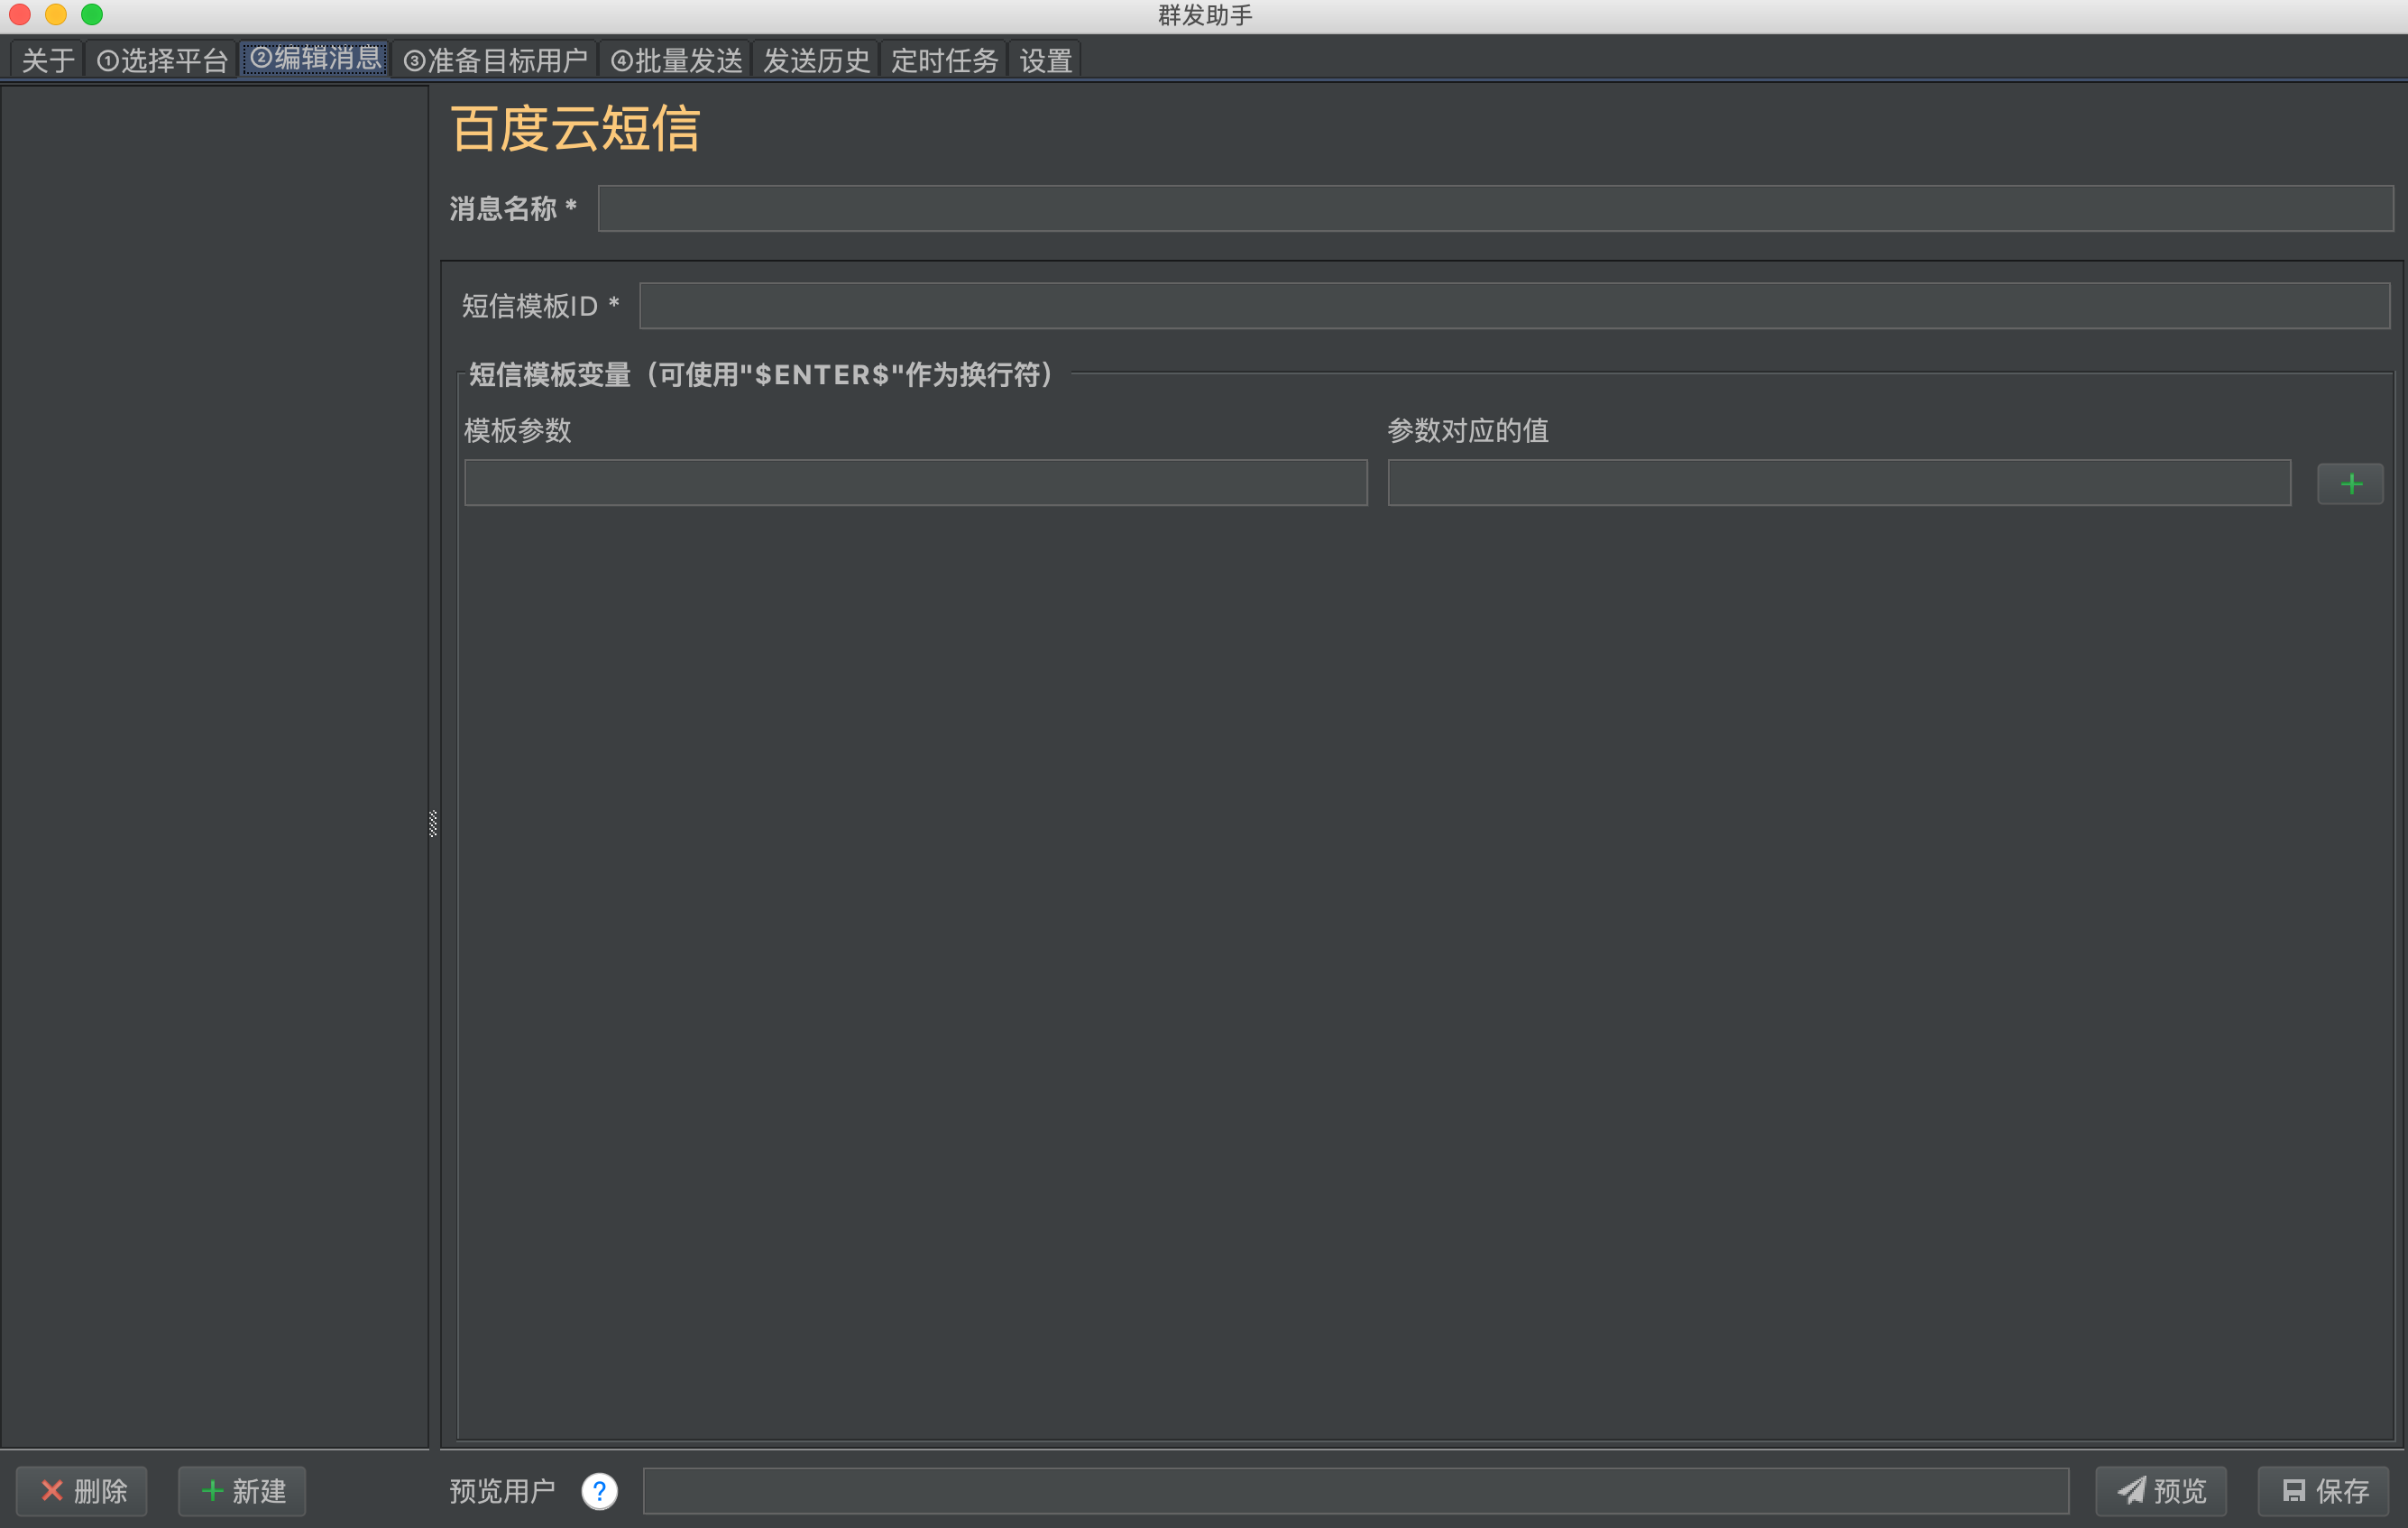 群发助手
关于 ①选择平台 ②编辑消息 ③准备目标用户 ④批量发送 发送历史 定时任务 设置
百度云短信
消息名称 *
短信模板ID *
短信模板变量（可使用"$ENTER$"作为换行符）
模板参数 参数对应的值
删除 新建 预览用户 ? 预览 保存